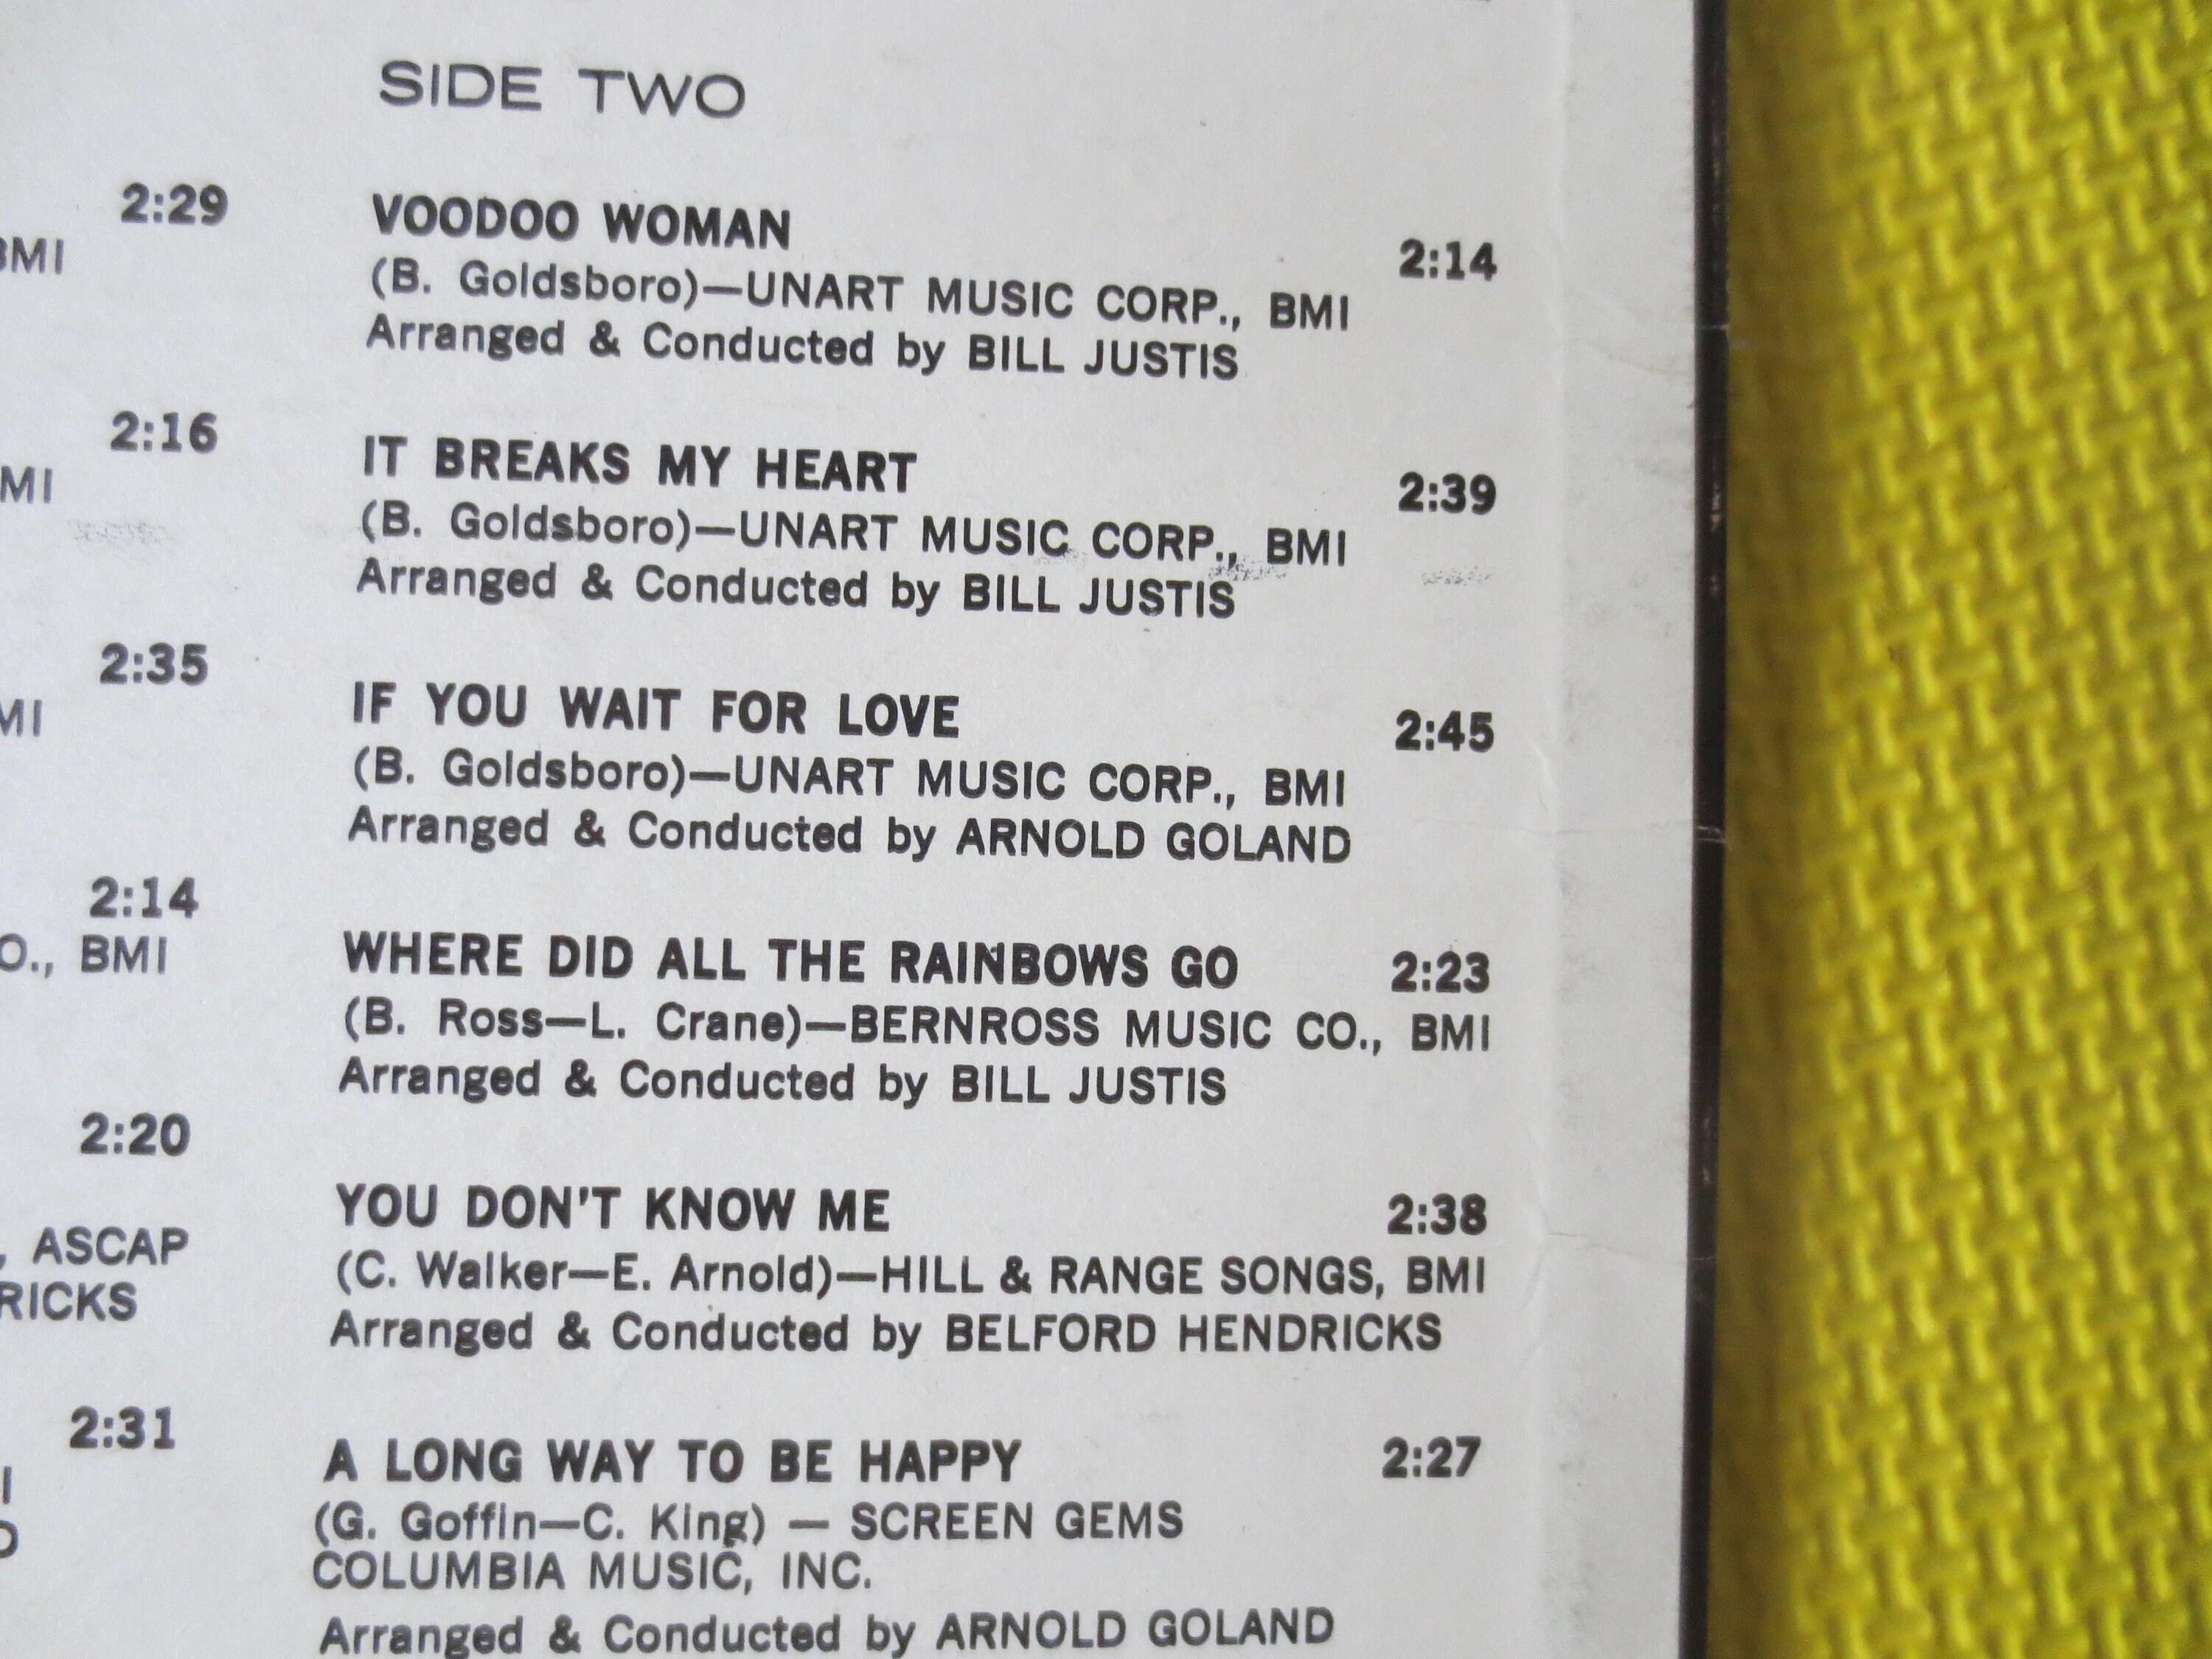 SIDE TWO
2:29
BMI
2:16
MI
2:35
MI
2:14
O., BMI
2:20
, ASCAP
RICKS
2:31
VOODOO WOMAN 2:14
(B. Goldsboro)—UNART MUSIC CORP., BMI
Arranged & Conducted by BILL JUSTIS
IT BREAKS MY HEART 2:39
(B. Goldsboro)—UNART MUSIC CORP., BMI
Arranged & Conducted by BILL JUSTIS
IF YOU WAIT FOR LOVE 2:45
(B. Goldsboro)—UNART MUSIC CORP., BMI
Arranged & Conducted by ARNOLD GOLAND
WHERE DID ALL THE RAINBOWS GO 2:23
(B. Ross—L. Crane)—BERNROSS MUSIC CO., BMI
Arranged & Conducted by BILL JUSTIS
YOU DON'T KNOW ME 2:38
(C. Walker—E. Arnold)—HILL & RANGE SONGS, BMI
Arranged & Conducted by BELFORD HENDRICKS
A LONG WAY TO BE HAPPY 2:27
(G. Goffin—C. King) — SCREEN GEMS
COLUMBIA MUSIC, INC.
Arranged & Conducted by ARNOLD GOLAND